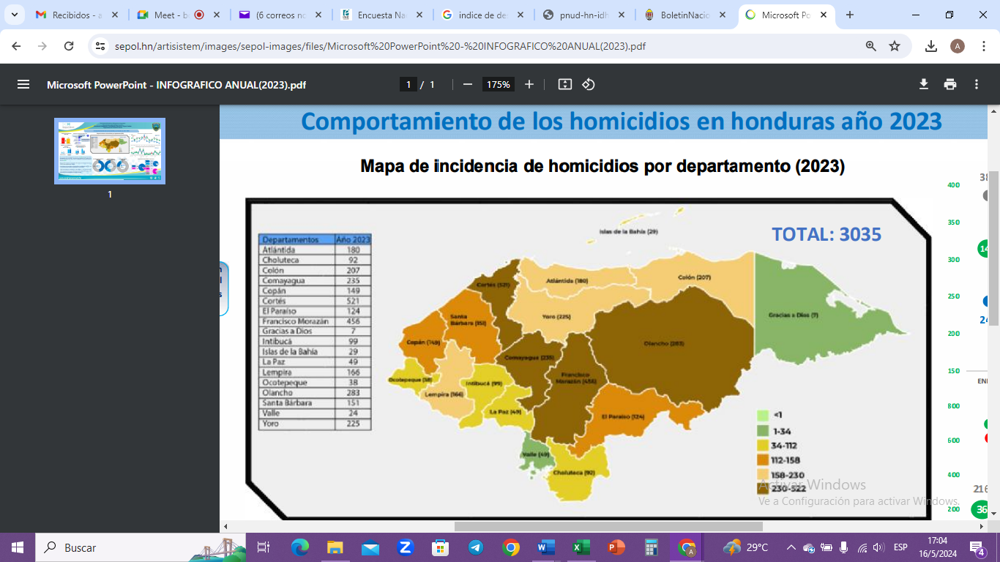 Recibidos - a
Meet - b
(6 correos no
Encuesta Na
indice de de
pnud-hn-idh
BoletinNacio
Microsoft Po
sepol.hn/artisistem/images/sepol-images/files/Microsoft%20PowerPoint%20-%20INFOGRAFICO%20ANUAL(2023).pdf
A
Microsoft PowerPoint - INFOGRAFICO ANUAL(2023).pdf
1 / 1
175%
1
Comportamiento de los homicidios en honduras año 2023
Mapa de incidencia de homicidios por departamento (2023)
TOTAL: 3035
Departamentos Año 2023
Atlántida 180
Choluteca 92
Colón 207
Comayagua 235
Copán 149
Cortés 521
El Paraíso 124
Francisco Morazán 456
Gracias a Dios 7
Intibucá 99
Islas de la Bahía 29
La Paz 49
Lempira 166
Ocotepeque 38
Olancho 283
Santa Bárbara 151
Valle 24
Yoro 225
Islas de la Bahía (29)
Cortés (521)
Atlántida (180)
Colón (207)
Santa
Bárbara (151)
Yoro (225)
Gracias a Dios (7)
Copán (149)
Olancho (283)
Comayagua (235)
Francisco
Morazán (456)
Ocotepeque (38)
Intibucá (99)
Lempira (166)
La Paz (49)
El Paraíso (124)
Valle (49)
Choluteca (92)
<1
1-34
34-112
112-158
158-230
230-522
400
350
300
250
200
150
800
600
400
200
38
14
24
ENE
216
36
Activar Windows
Ve a Configuración para activar Windows.
Buscar
29°C
ESP
17:04
16/5/2024
4